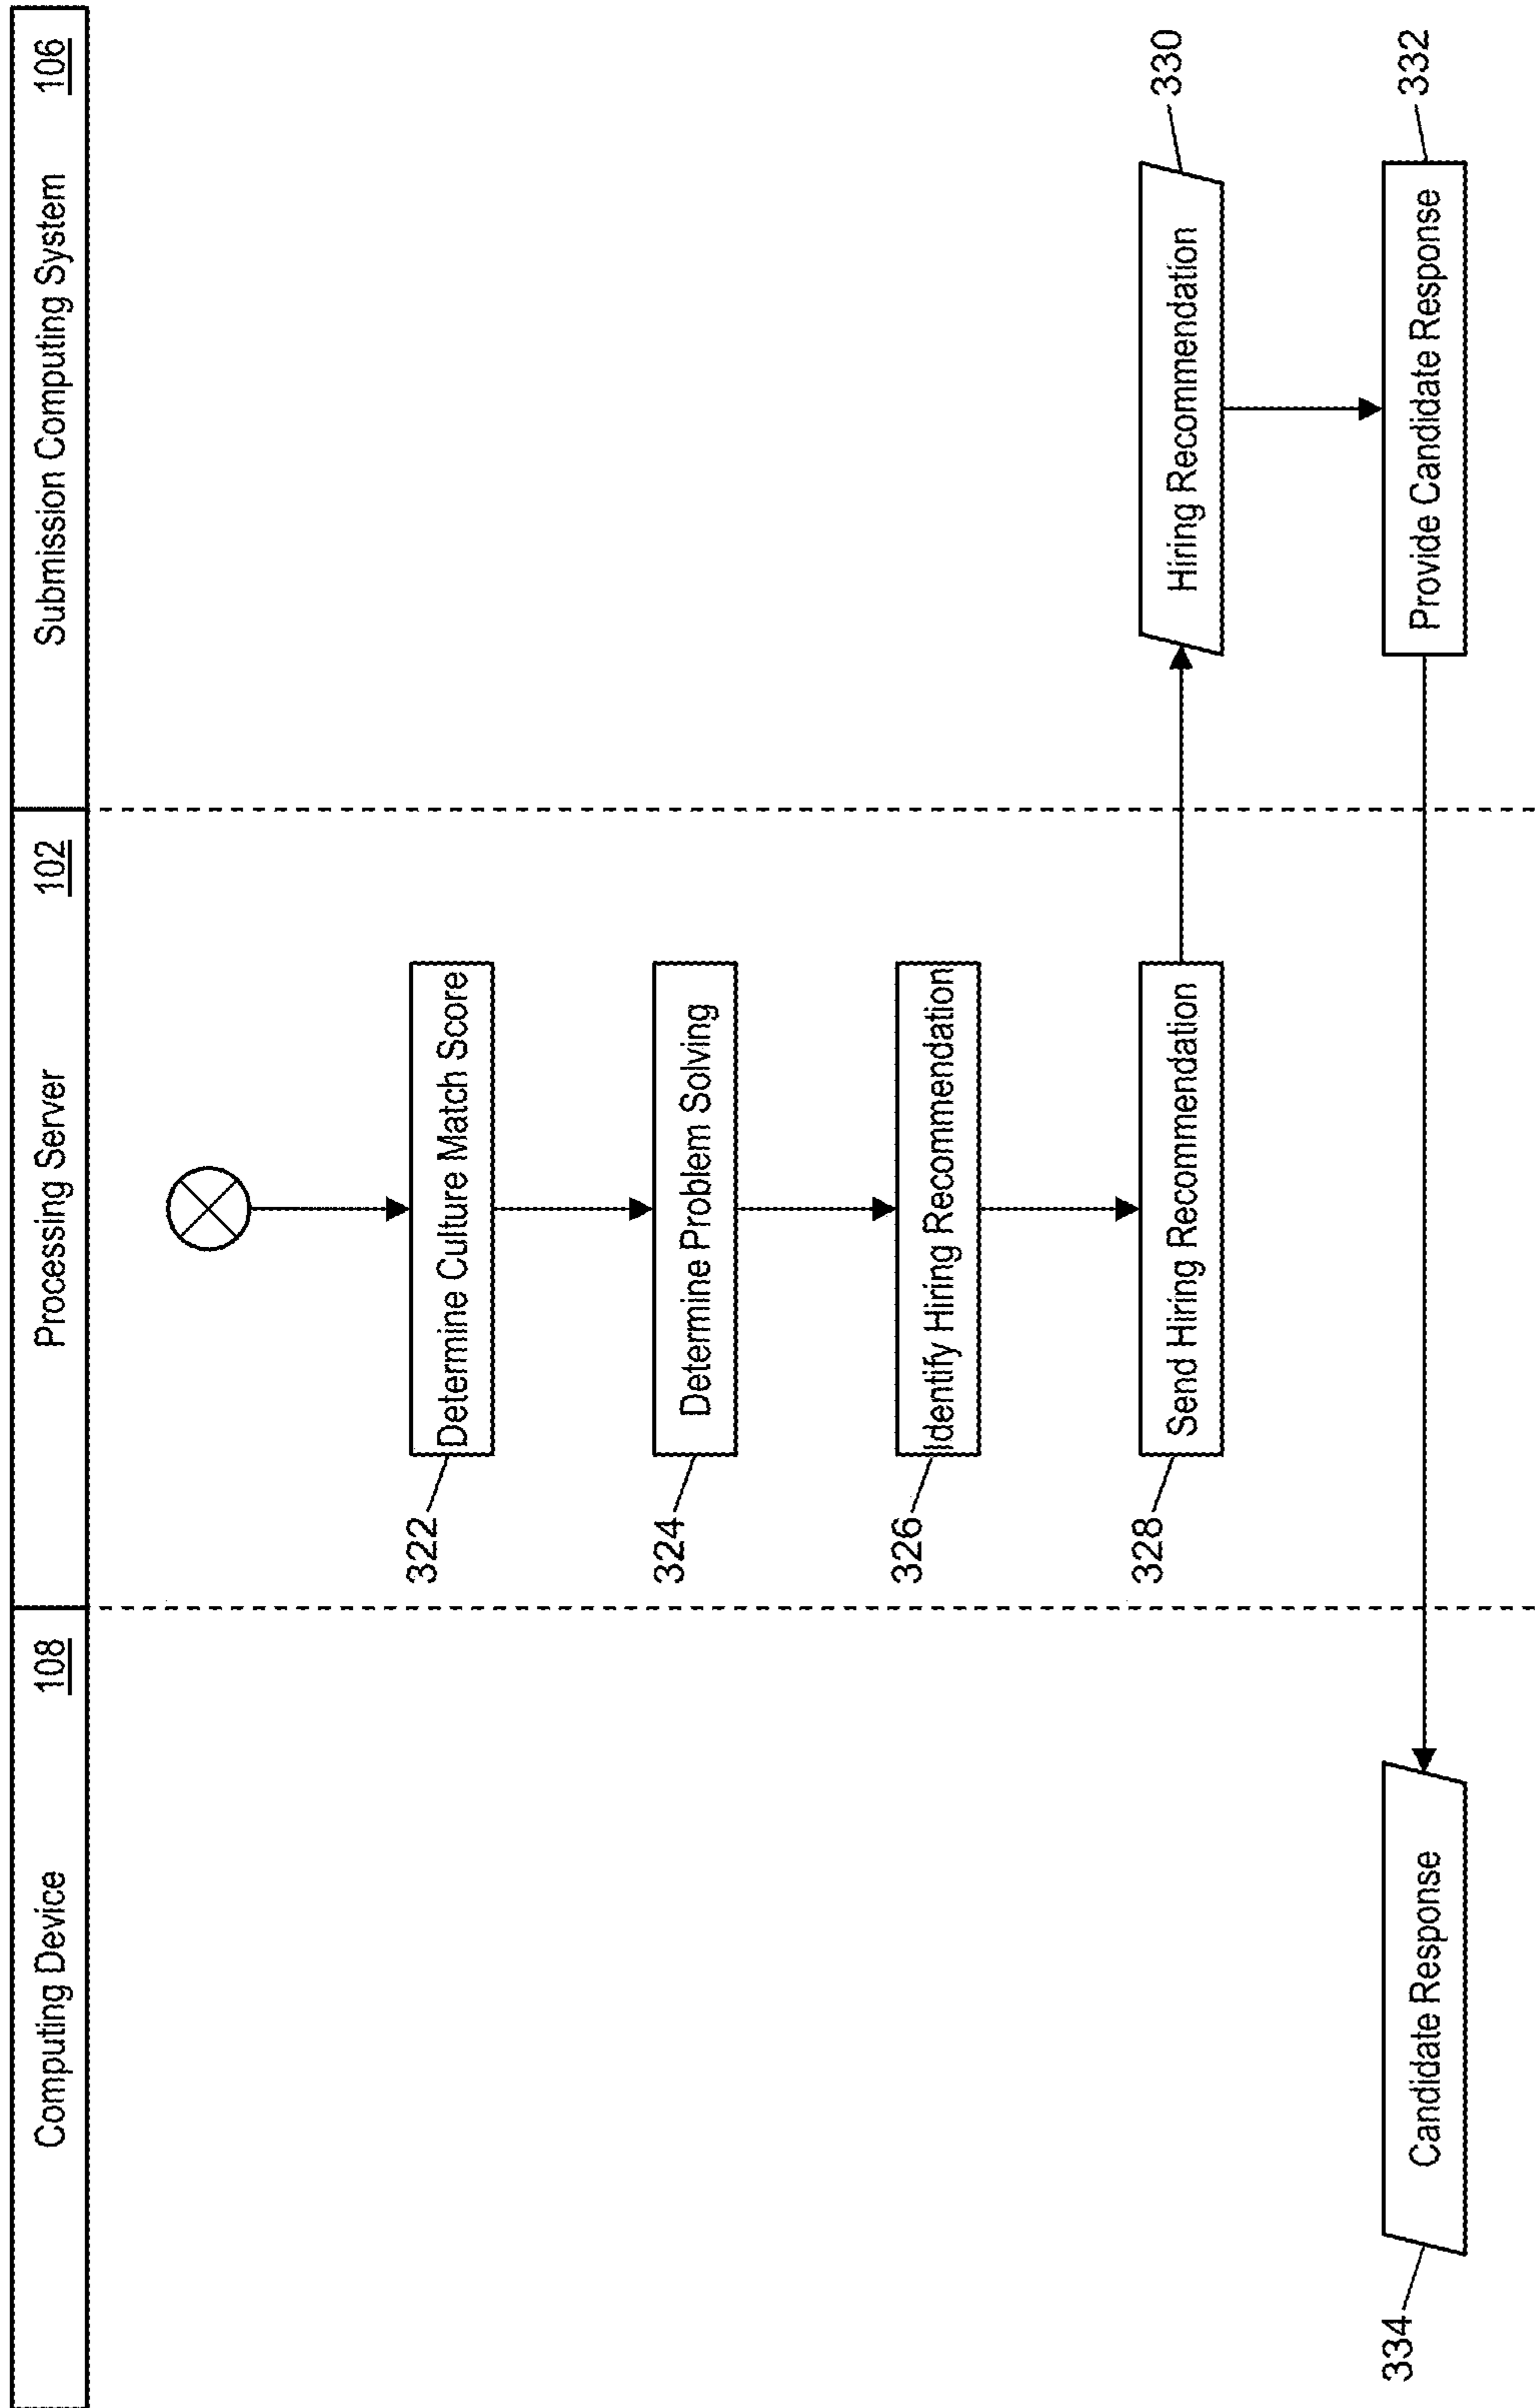 Computing Device 108
Processing Server 102
Submission Computing System 106
322
Determine Culture Match Score
324
Determine Problem Solving
326
Identify Hiring Recommendation
328
Send Hiring Recommendation
Hiring Recommendation
330
334
Candidate Response
Provide Candidate Response
332